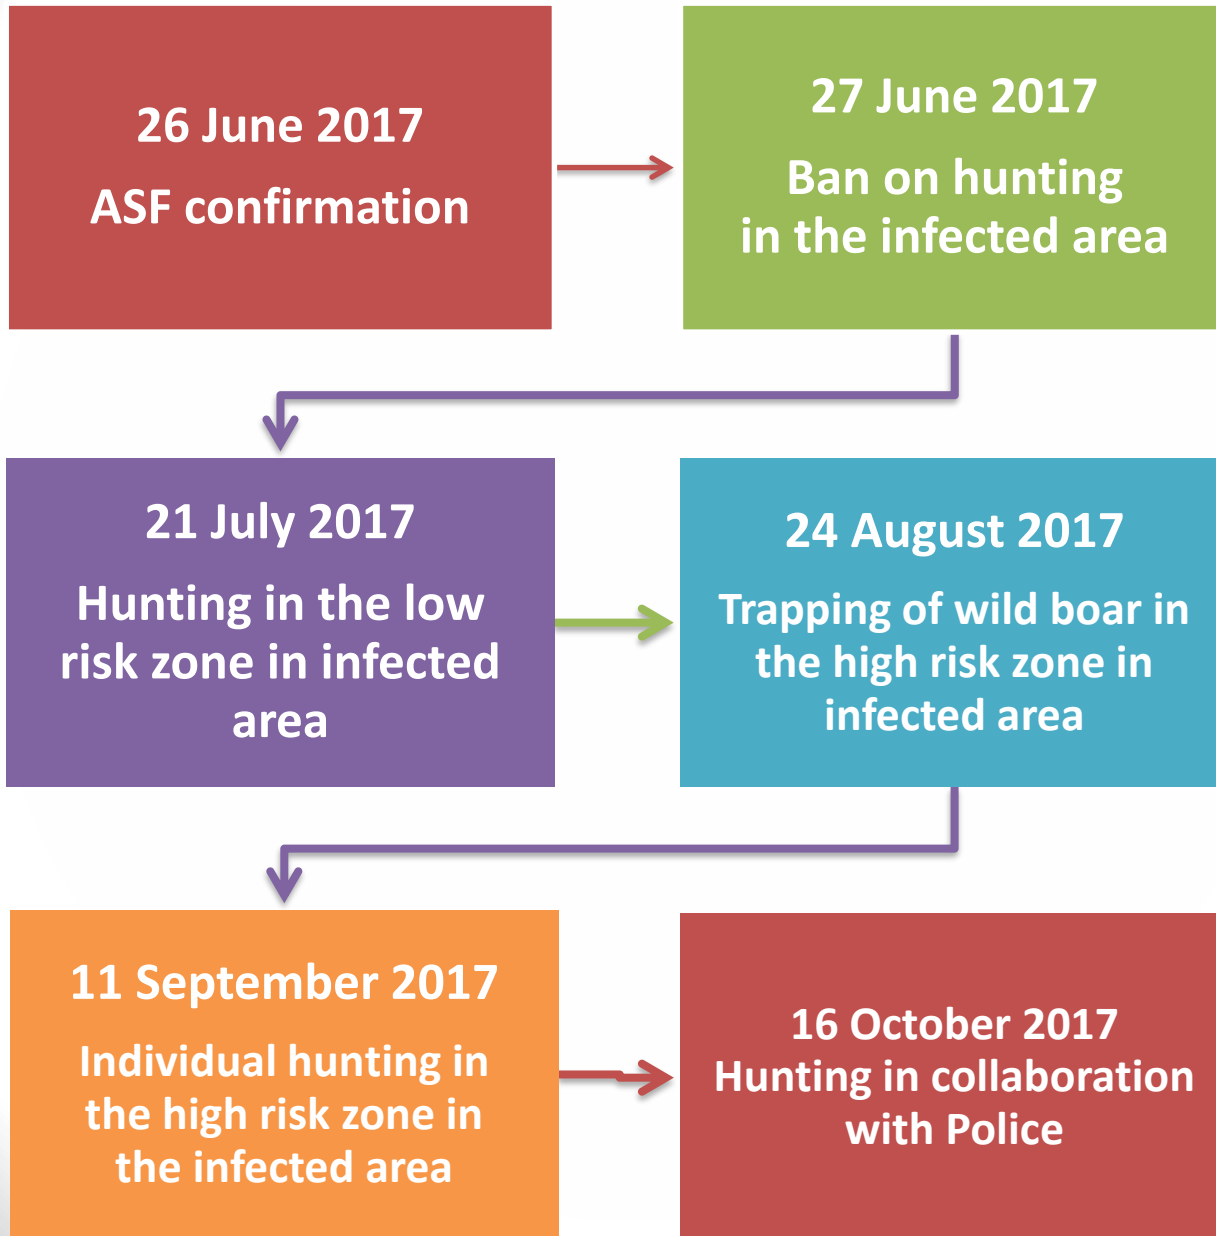 26 June 2017
ASF confirmation
27 June 2017
Ban on hunting
in the infected area
21 July 2017
Hunting in the low
risk zone in infected
area
24 August 2017
Trapping of wild boar in
the high risk zone in
infected area
11 September 2017
Individual hunting in
the high risk zone in
the infected area
16 October 2017
Hunting in collaboration
with Police